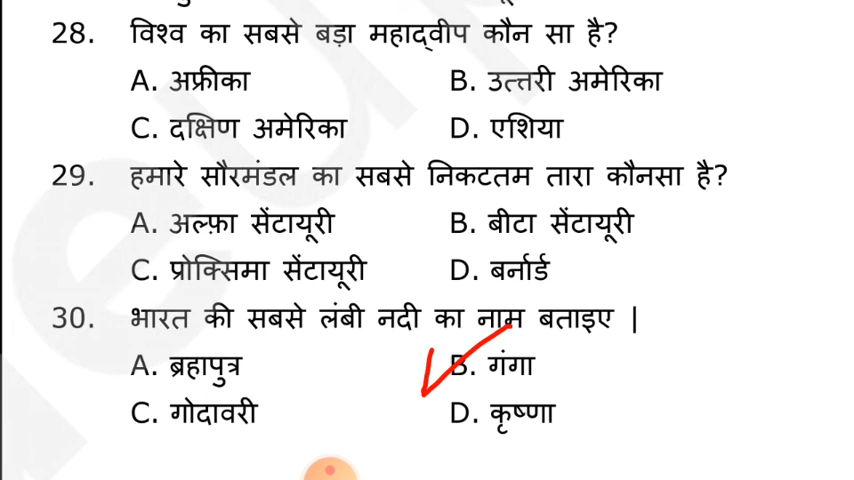 28. विश्व का सबसे बड़ा महाद्वीप कौन सा है?
A. अफ्रीका B. उत्तरी अमेरिका
C. दक्षिण अमेरिका D. एशिया
29. हमारे सौरमंडल का सबसे निकटतम तारा कौनसा है?
A. अल्फ़ा सेंटायूरी B. बीटा सेंटायूरी
C. प्रोक्सिमा सेंटायूरी D. बर्नार्ड
30. भारत की सबसे लंबी नदी का नाम बताइए |
A. ब्रहापुत्र B. गंगा
C. गोदावरी D. कृष्णा